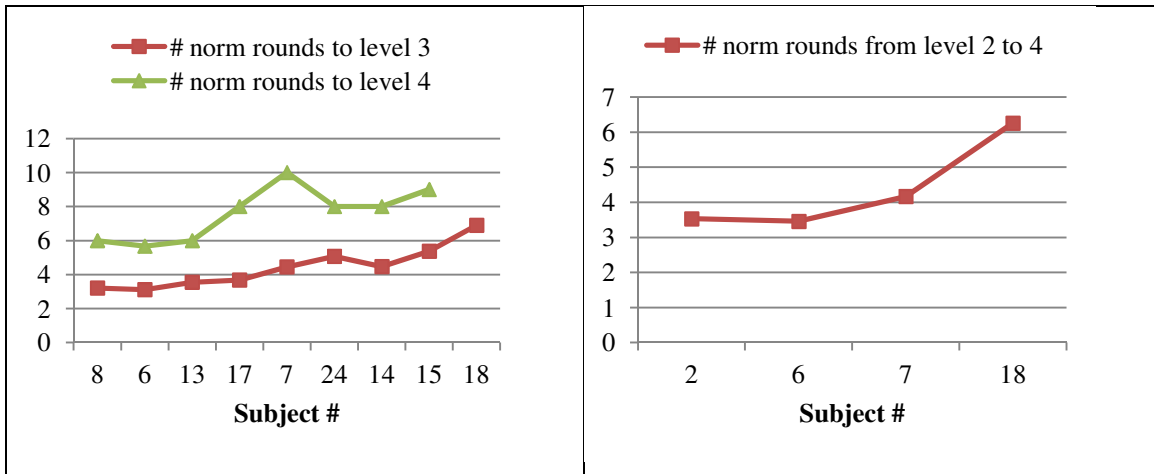 # norm rounds to level 3
# norm rounds to level 4
12
10
8
6
4
2
0
8 6 13 17 7 24 14 15 18
Subject #
# norm rounds from level 2 to 4
7
6
5
4
3
2
1
0
2 6 7 18
Subject #